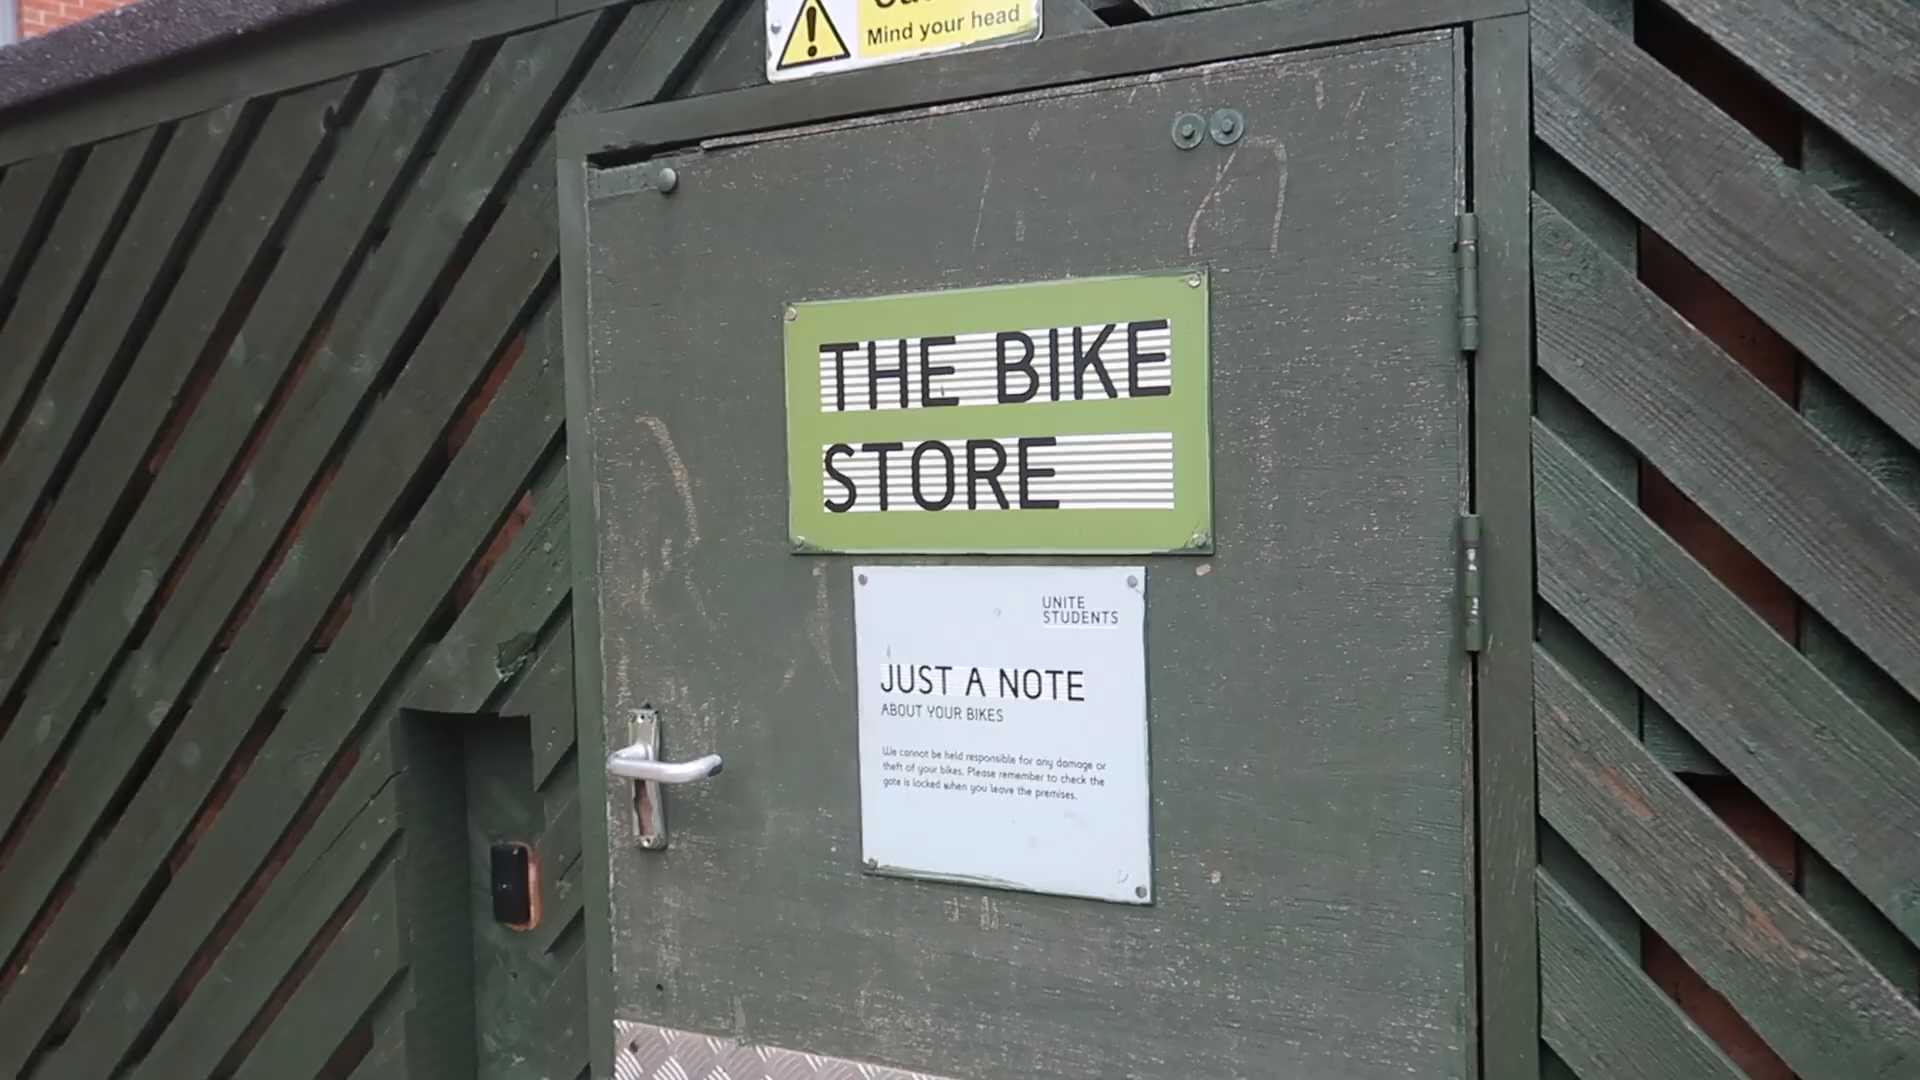 Mind your head
THE BIKE
STORE
UNITE
STUDENTS
JUST A NOTE
ABOUT YOUR BIKES
We cannot be held responsible for any damage or
theft of your bikes. Please remember to check the
gate is locked when you leave the premises.